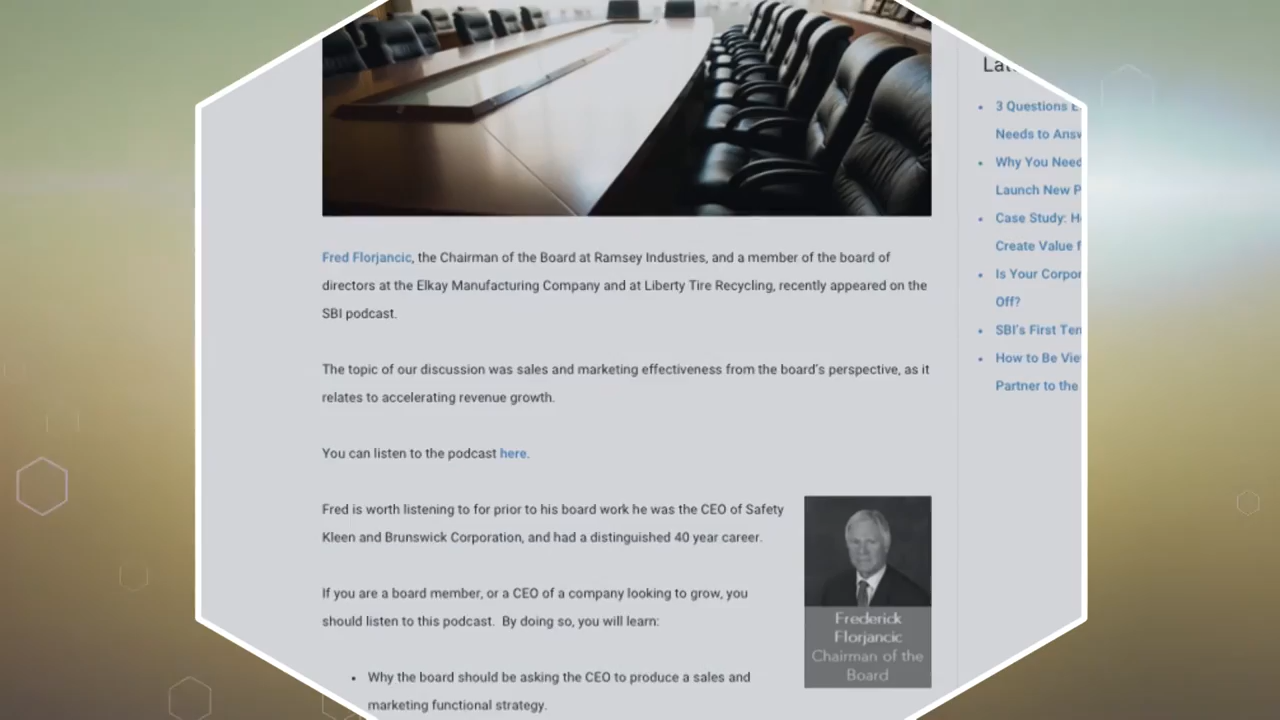 Fred Florjancic, the Chairman of the Board at Ramsey Industries, and a member of the board of
directors at the Elkay Manufacturing Company and at Liberty Tire Recycling, recently appeared on the
SBI podcast.
The topic of our discussion was sales and marketing effectiveness from the board's perspective, as it
relates to accelerating revenue growth.
You can listen to the podcast here.
Fred is worth listening to for prior to his board work he was the CEO of Safety
Kleen and Brunswick Corporation, and had a distinguished 40 year career.
If you are a board member, or a CEO of a company looking to grow, you
should listen to this podcast. By doing so, you will learn:
• Why the board should be asking the CEO to produce a sales and
marketing functional strategy.
Frederick
Florjancic
Chairman of the
Board
• 3 Questions
Needs to
• Why You Need
Launch New
• Case Study:
Create Value
• Is Your
Off?
• SBI's First
• How to Be
Partner to the